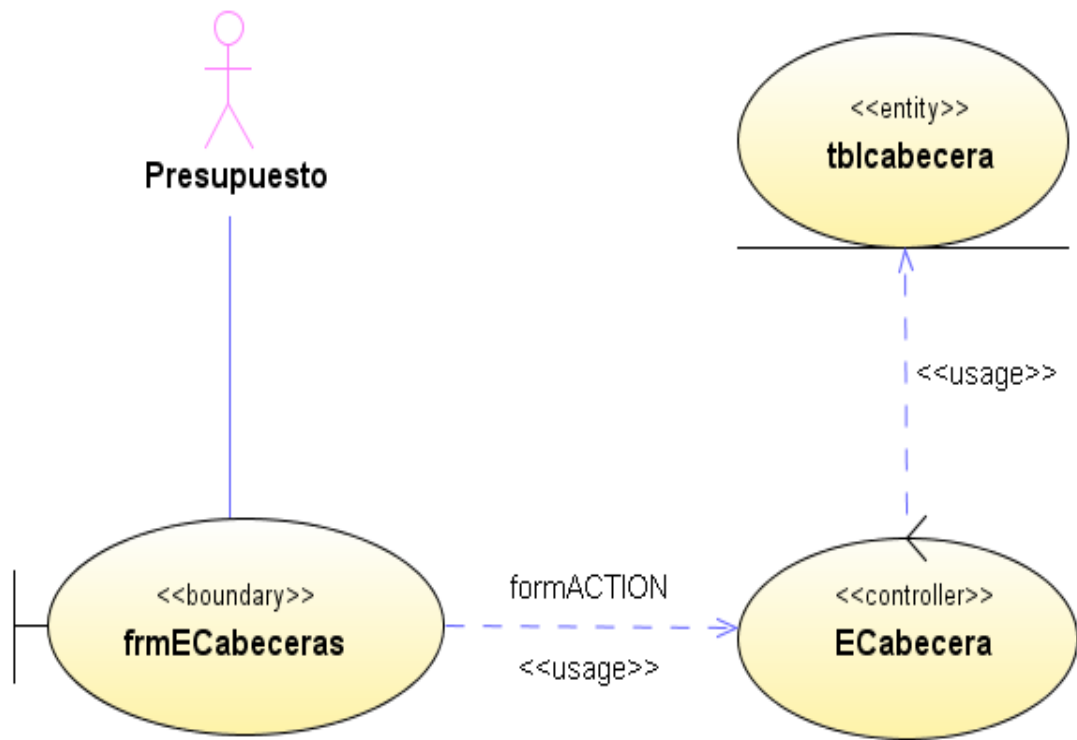 Presupuesto
<<entity>>
tblcabecera
<<usage>>
<<boundary>>
frmECabeceras
formACTION
<<usage>>
<<controller>>
ECabecera